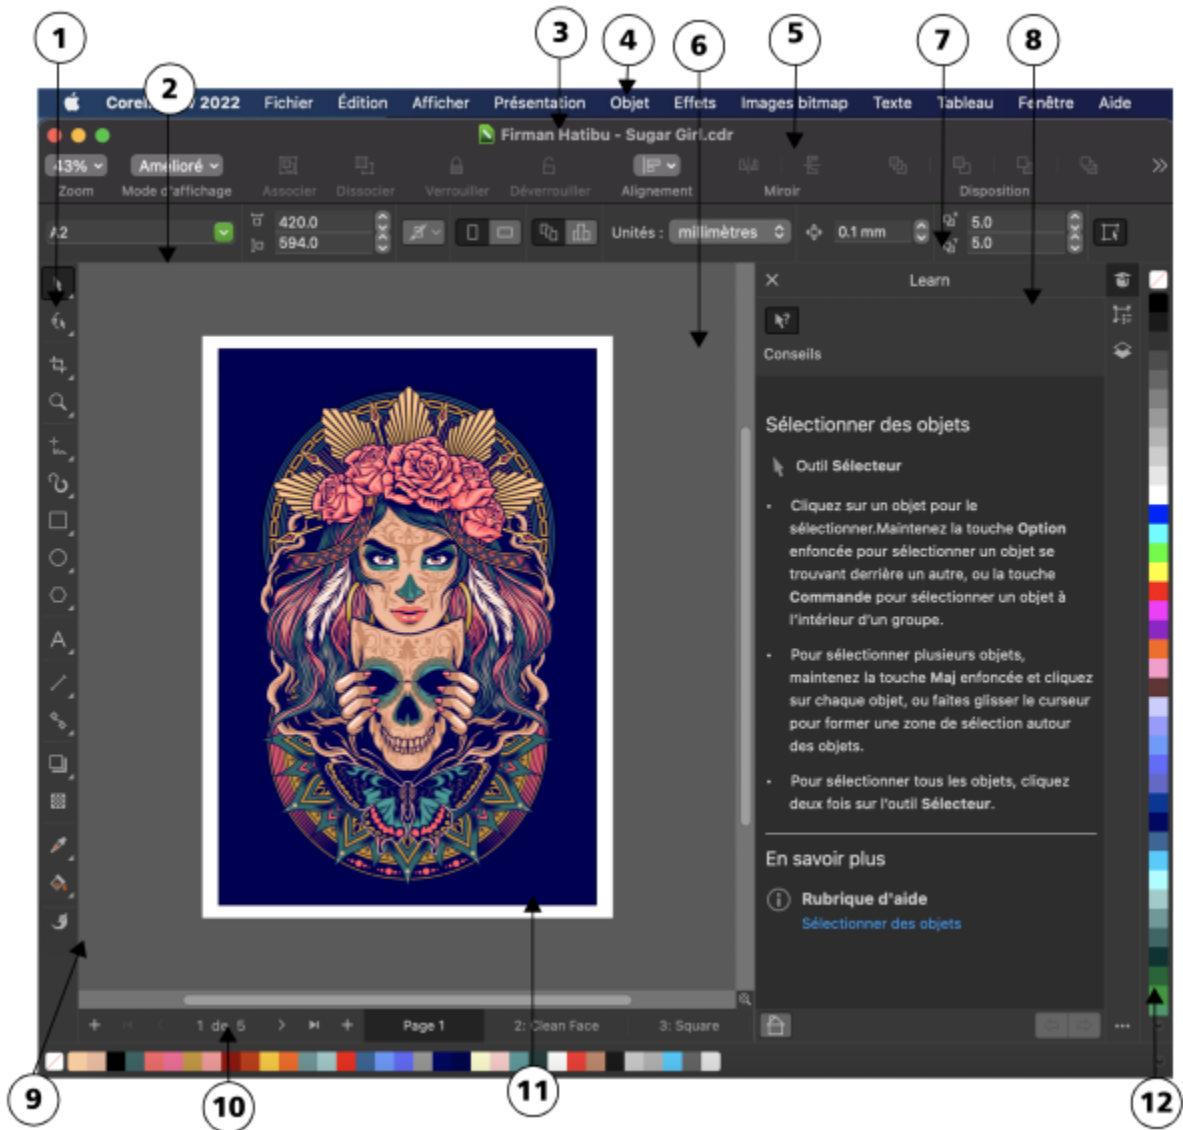 1 2 3 4 6 5 7 8
2022 Fichier Édition Afficher Présentation Objet Effets Images bitmap Texte Tableau Fenêtre Aide
Firman Hatibu - Sugar Girl.cdr
43% Amelioré
Zoom Mode d'affichage Associer Dissocier Verrouiller Déverrouiller Alignement Miroir Disposition
A2 420.0 594.0 Unités : millimètres 0.1 mm 5.0 5.0
Learn
Conseils
Sélectionner des objets
Outil Sélecteur
• Cliquez sur un objet pour le
sélectionner.Maintenez la touche Option
enfoncée pour sélectionner un objet se
trouvant derrière un autre, ou la touche
Commande pour sélectionner un objet à
l'intérieur d'un groupe.
• Pour sélectionner plusieurs objets,
maintenez la touche Maj enfoncée et cliquez
sur chaque objet, ou faites glisser le curseur
pour former une zone de sélection autour
des objets.
• Pour sélectionner tous les objets, cliquez
deux fois sur l'outil Sélecteur.
En savoir plus
Rubrique d'aide
Sélectionner des objets
1 de 5 Page 1 2: Clean Face 3: Square
9 10 11 12